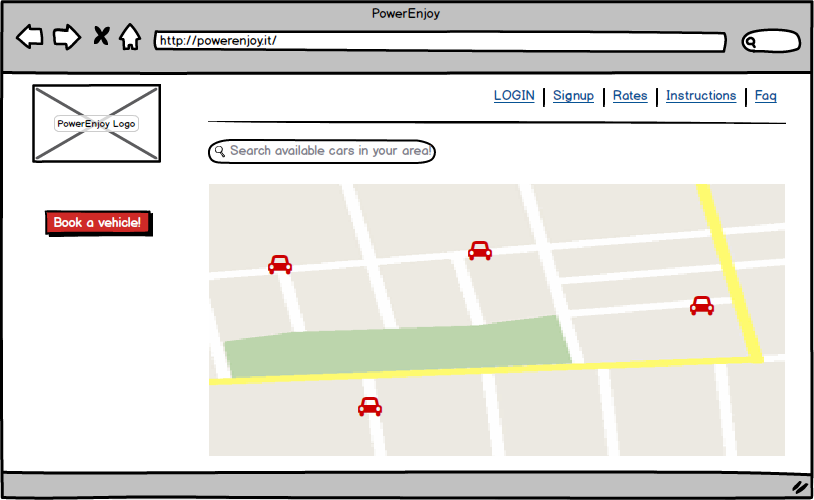 PowerEnjoy
http://powerenjoy.it/
LOGIN Signup Rates Instructions Faq
PowerEnjoy Logo
Search available cars in your area!
Book a vehicle!